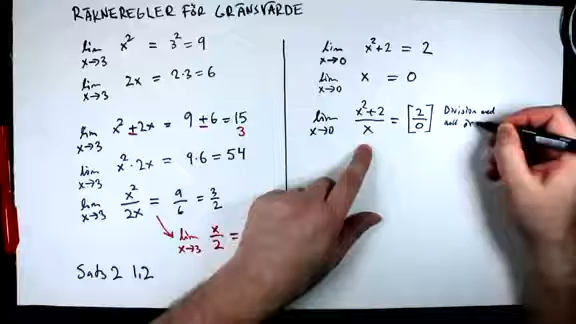 RÄKNEREGLER FÖR GRÄNSVÄRDE
lim x→3 x² = 3² = 9
lim x→3 2x = 2·3 = 6
lim x→3 x² ± 2x = 9 ± 6 = 15
3
lim x→3 x²·2x = 9·6 = 54
lim x→3 x²/2x = 9/6 = 3/2
lim x→3 x/2 =
Sats 2 1,2
lim x→0 x²+2 = 2
lim x→0 x = 0
lim x→0 (x²+2)/x = [2/0] Division med
noll